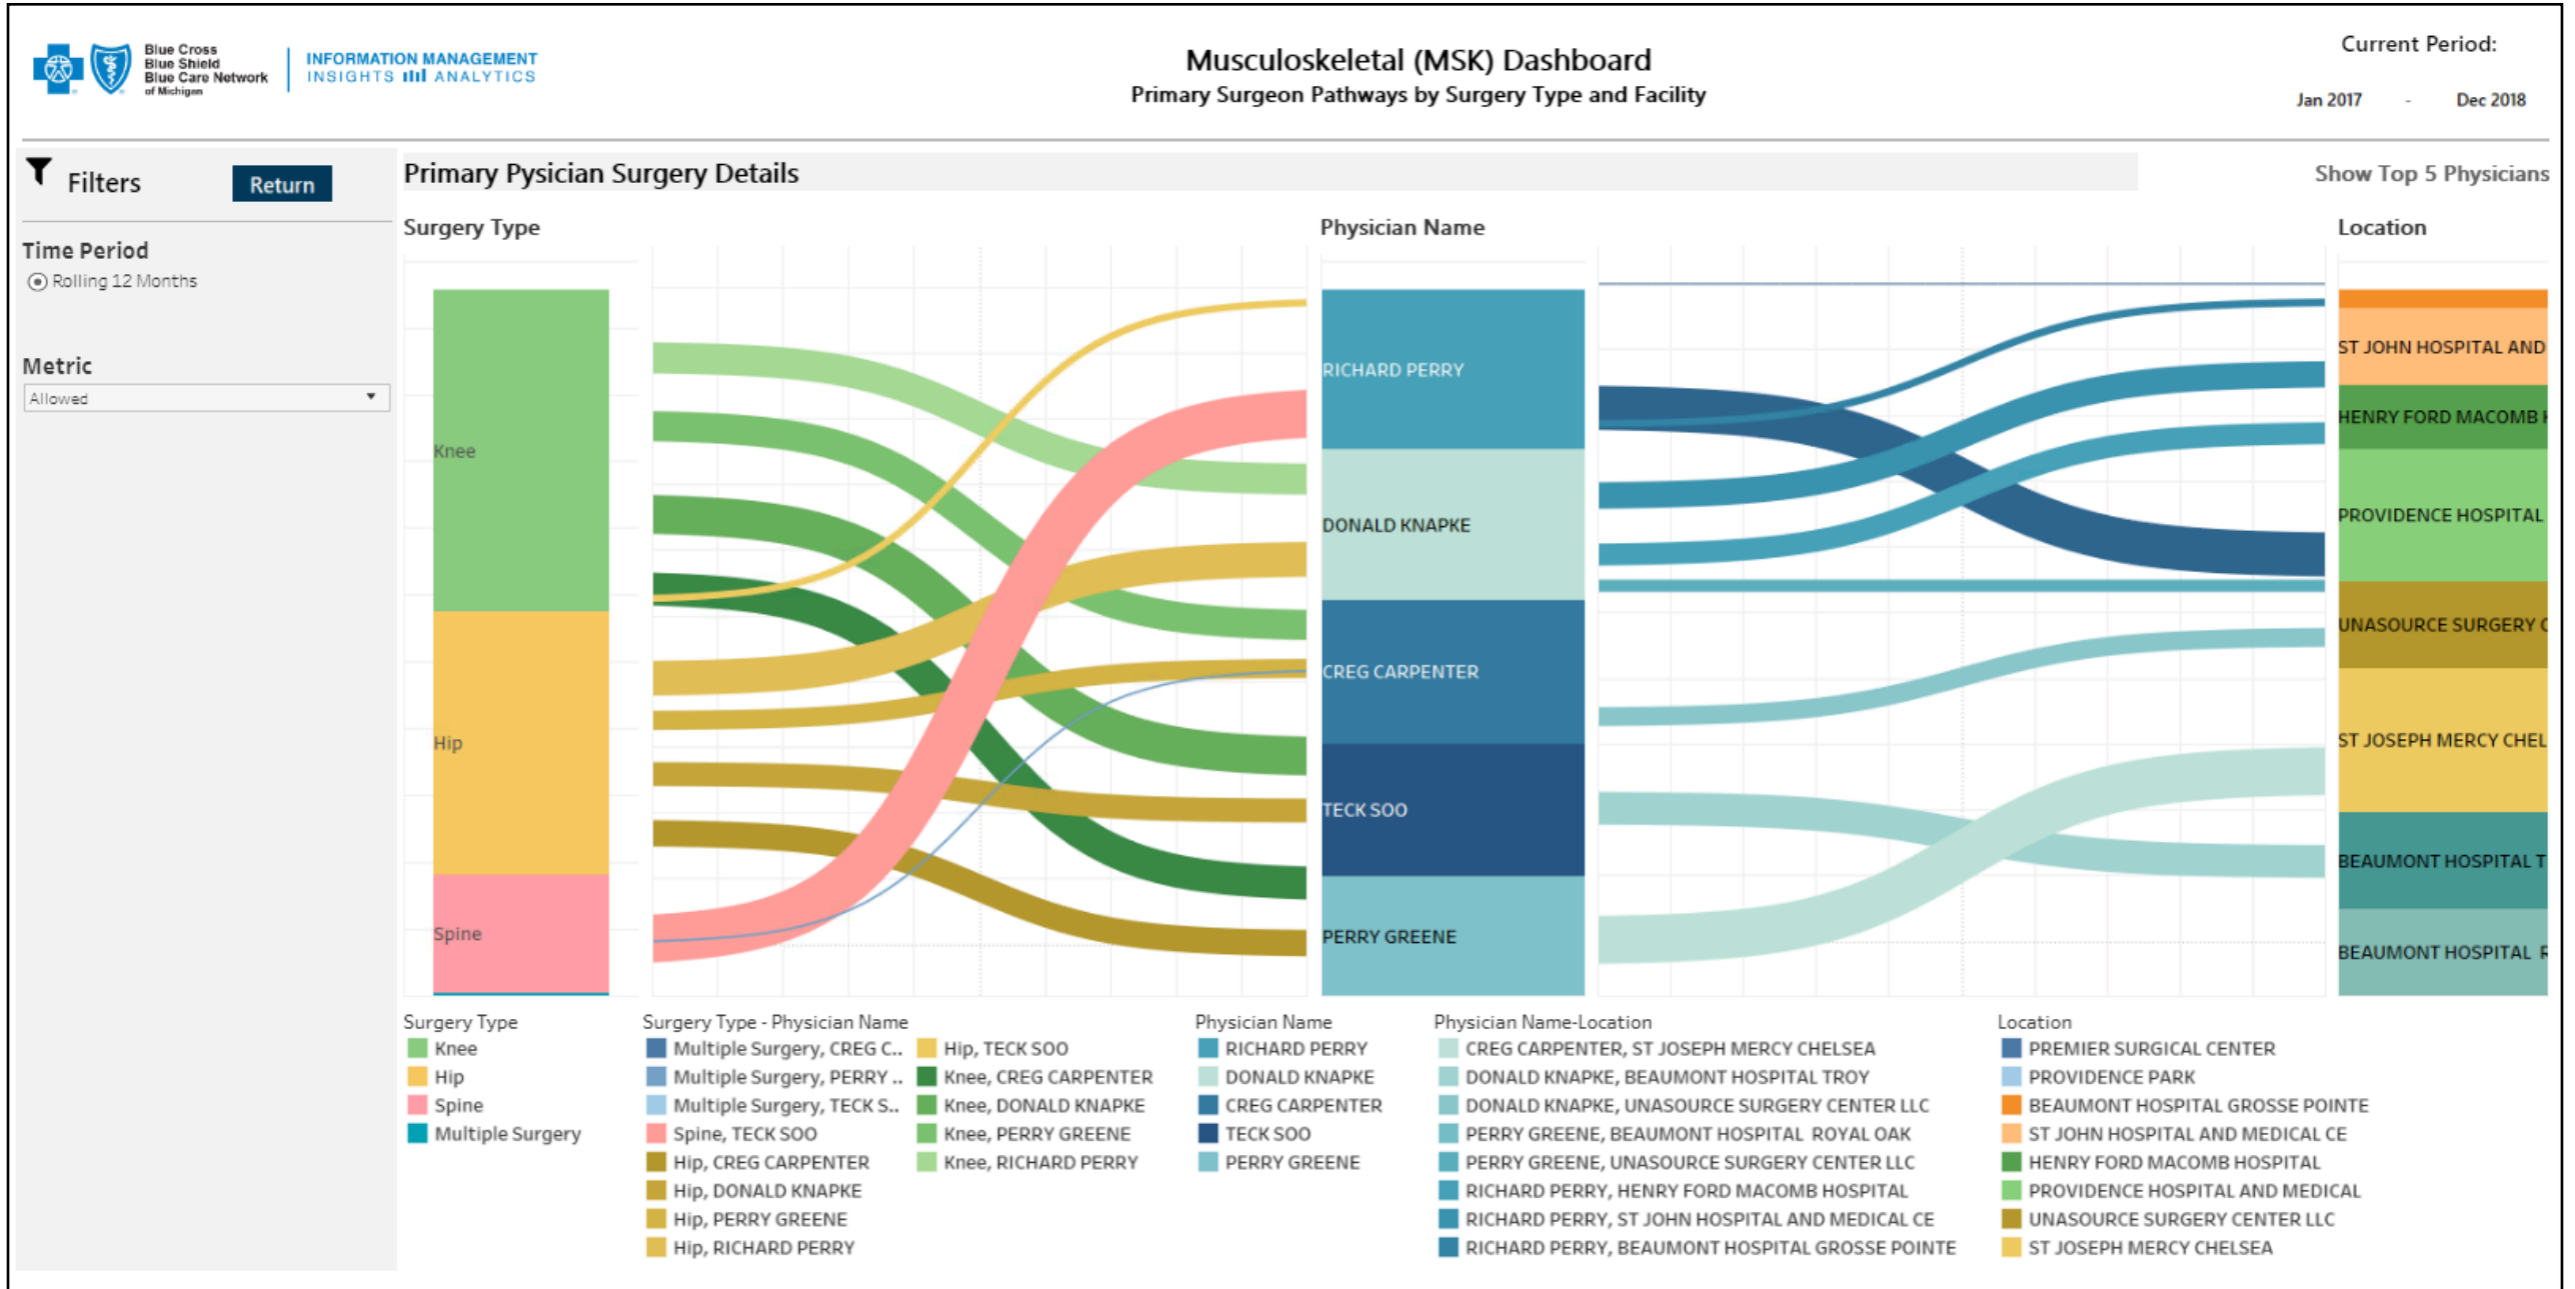 Blue Cross
Blue Shield
Blue Care Network
of Michigan
INFORMATION MANAGEMENT
INSIGHTS ANALYTICS
Musculoskeletal (MSK) Dashboard
Primary Surgeon Pathways by Surgery Type and Facility
Current Period:
Jan 2017 - Dec 2018
Filters
Return
Time Period
Rolling 12 Months
Metric
Allowed
Primary Pysician Surgery Details
Show Top 5 Physicians
Surgery Type
Physician Name
Location
Knee
Hip
Spine
RICHARD PERRY
DONALD KNAPKE
CREG CARPENTER
TECK SOO
PERRY GREENE
ST JOHN HOSPITAL AND
HENRY FORD MACOMB H
PROVIDENCE HOSPITAL
UNASOURCE SURGERY C
ST JOSEPH MERCY CHEL
BEAUMONT HOSPITAL T
BEAUMONT HOSPITAL R
Surgery Type
Knee
Hip
Spine
Multiple Surgery
Surgery Type - Physician Name
Multiple Surgery, CREG C..
Multiple Surgery, PERRY ..
Multiple Surgery, TECK S..
Spine, TECK SOO
Hip, CREG CARPENTER
Hip, DONALD KNAPKE
Hip, PERRY GREENE
Hip, RICHARD PERRY
Hip, TECK SOO
Knee, CREG CARPENTER
Knee, DONALD KNAPKE
Knee, PERRY GREENE
Knee, RICHARD PERRY
Physician Name
RICHARD PERRY
DONALD KNAPKE
CREG CARPENTER
TECK SOO
PERRY GREENE
Physician Name-Location
CREG CARPENTER, ST JOSEPH MERCY CHELSEA
DONALD KNAPKE, BEAUMONT HOSPITAL TROY
DONALD KNAPKE, UNASOURCE SURGERY CENTER LLC
PERRY GREENE, BEAUMONT HOSPITAL ROYAL OAK
PERRY GREENE, UNASOURCE SURGERY CENTER LLC
RICHARD PERRY, HENRY FORD MACOMB HOSPITAL
RICHARD PERRY, ST JOHN HOSPITAL AND MEDICAL CE
RICHARD PERRY, BEAUMONT HOSPITAL GROSSE POINTE
Location
PREMIER SURGICAL CENTER
PROVIDENCE PARK
BEAUMONT HOSPITAL GROSSE POINTE
ST JOHN HOSPITAL AND MEDICAL CE
HENRY FORD MACOMB HOSPITAL
PROVIDENCE HOSPITAL AND MEDICAL
UNASOURCE SURGERY CENTER LLC
ST JOSEPH MERCY CHELSEA